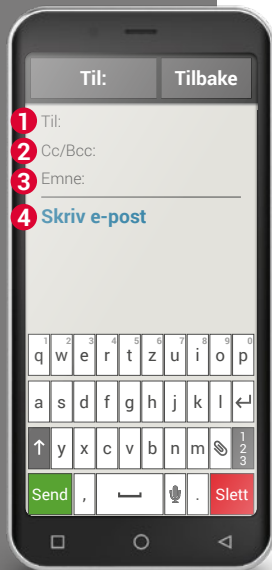 Til: Tilbake
1 Til:
2 Cc/Bcc:
3 Emne:
4 Skriv e-post
1 2 3 4 5 6 7 8 9 0
q w e r t z u i o p
a s d f g h j k l
y x c v b n m 1 2 3
Send , . Slett